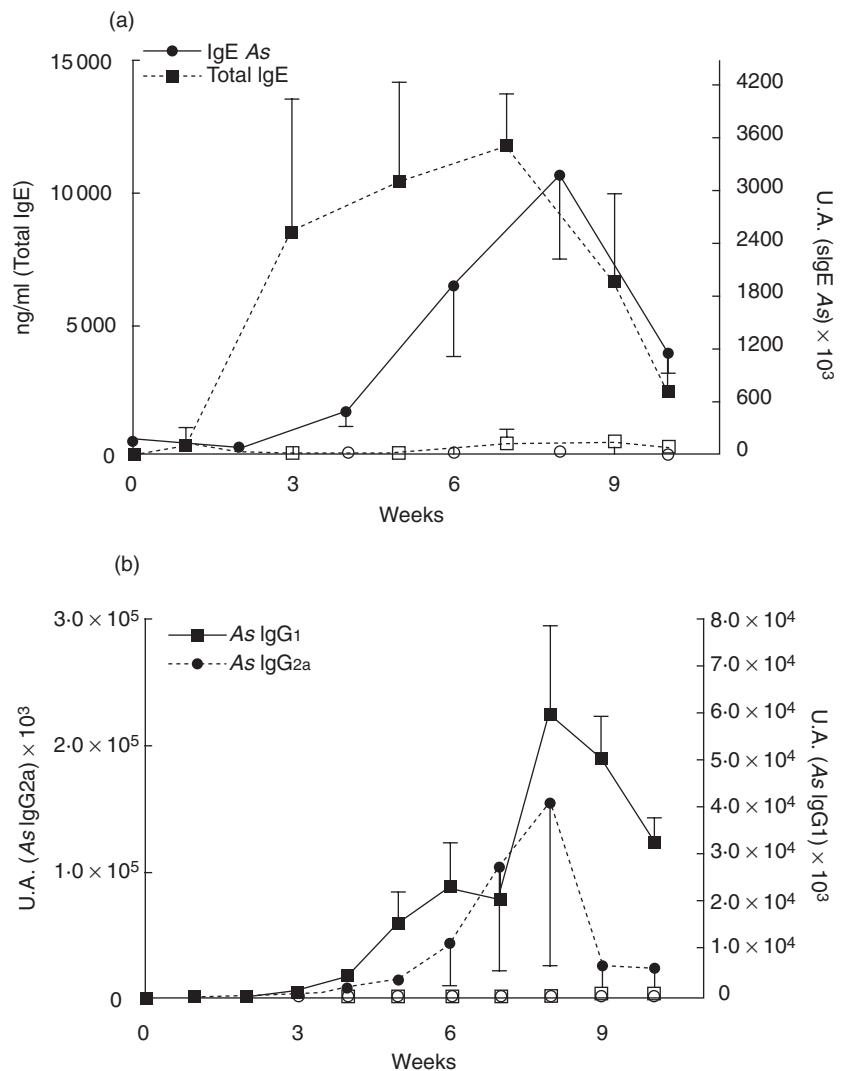 (a)
IgE As
Total IgE
15 000
10 000
5 000
0
ng/ml (Total IgE)
4200
3600
3000
2400
1800
1200
600
0
U.A. (sIgE As) × 10³
0 3 6 9
Weeks
(b)
As IgG1
As IgG2a
3·0 × 10⁵
2·0 × 10⁵
1·0 × 10⁵
0
U.A. (As IgG2a) × 10³
8·0 × 10⁴
7·0 × 10⁴
6·0 × 10⁴
5·0 × 10⁴
4·0 × 10⁴
3·0 × 10⁴
2·0 × 10⁴
1·0 × 10⁴
0
U.A. (As IgG1) × 10³
0 3 6 9
Weeks